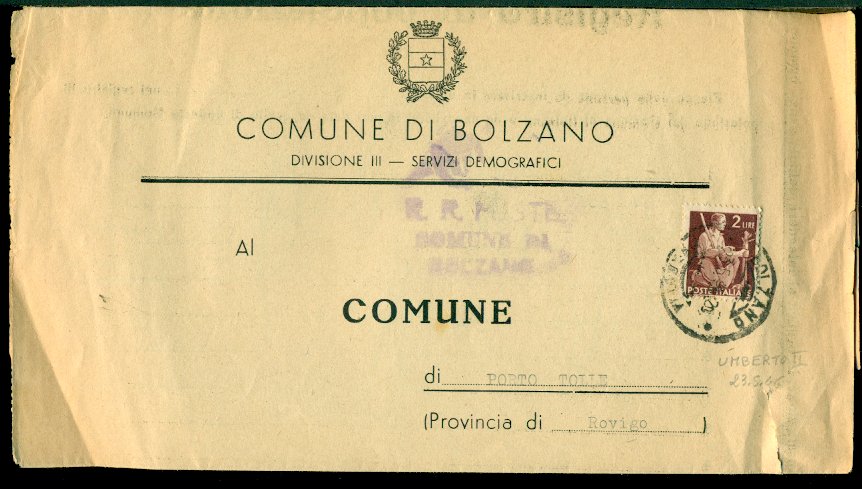 COMUNE DI BOLZANO
DIVISIONE III — SERVIZI DEMOGRAFICI
R. R. POSTE
COMUNE DI
BOLZANO
2 LIRE
POSTE ITALIANE
BOLZANO
Al
COMUNE
di PORTO TOLLE
(Provincia di Rovigo )
UMBERTO II
23.5.46